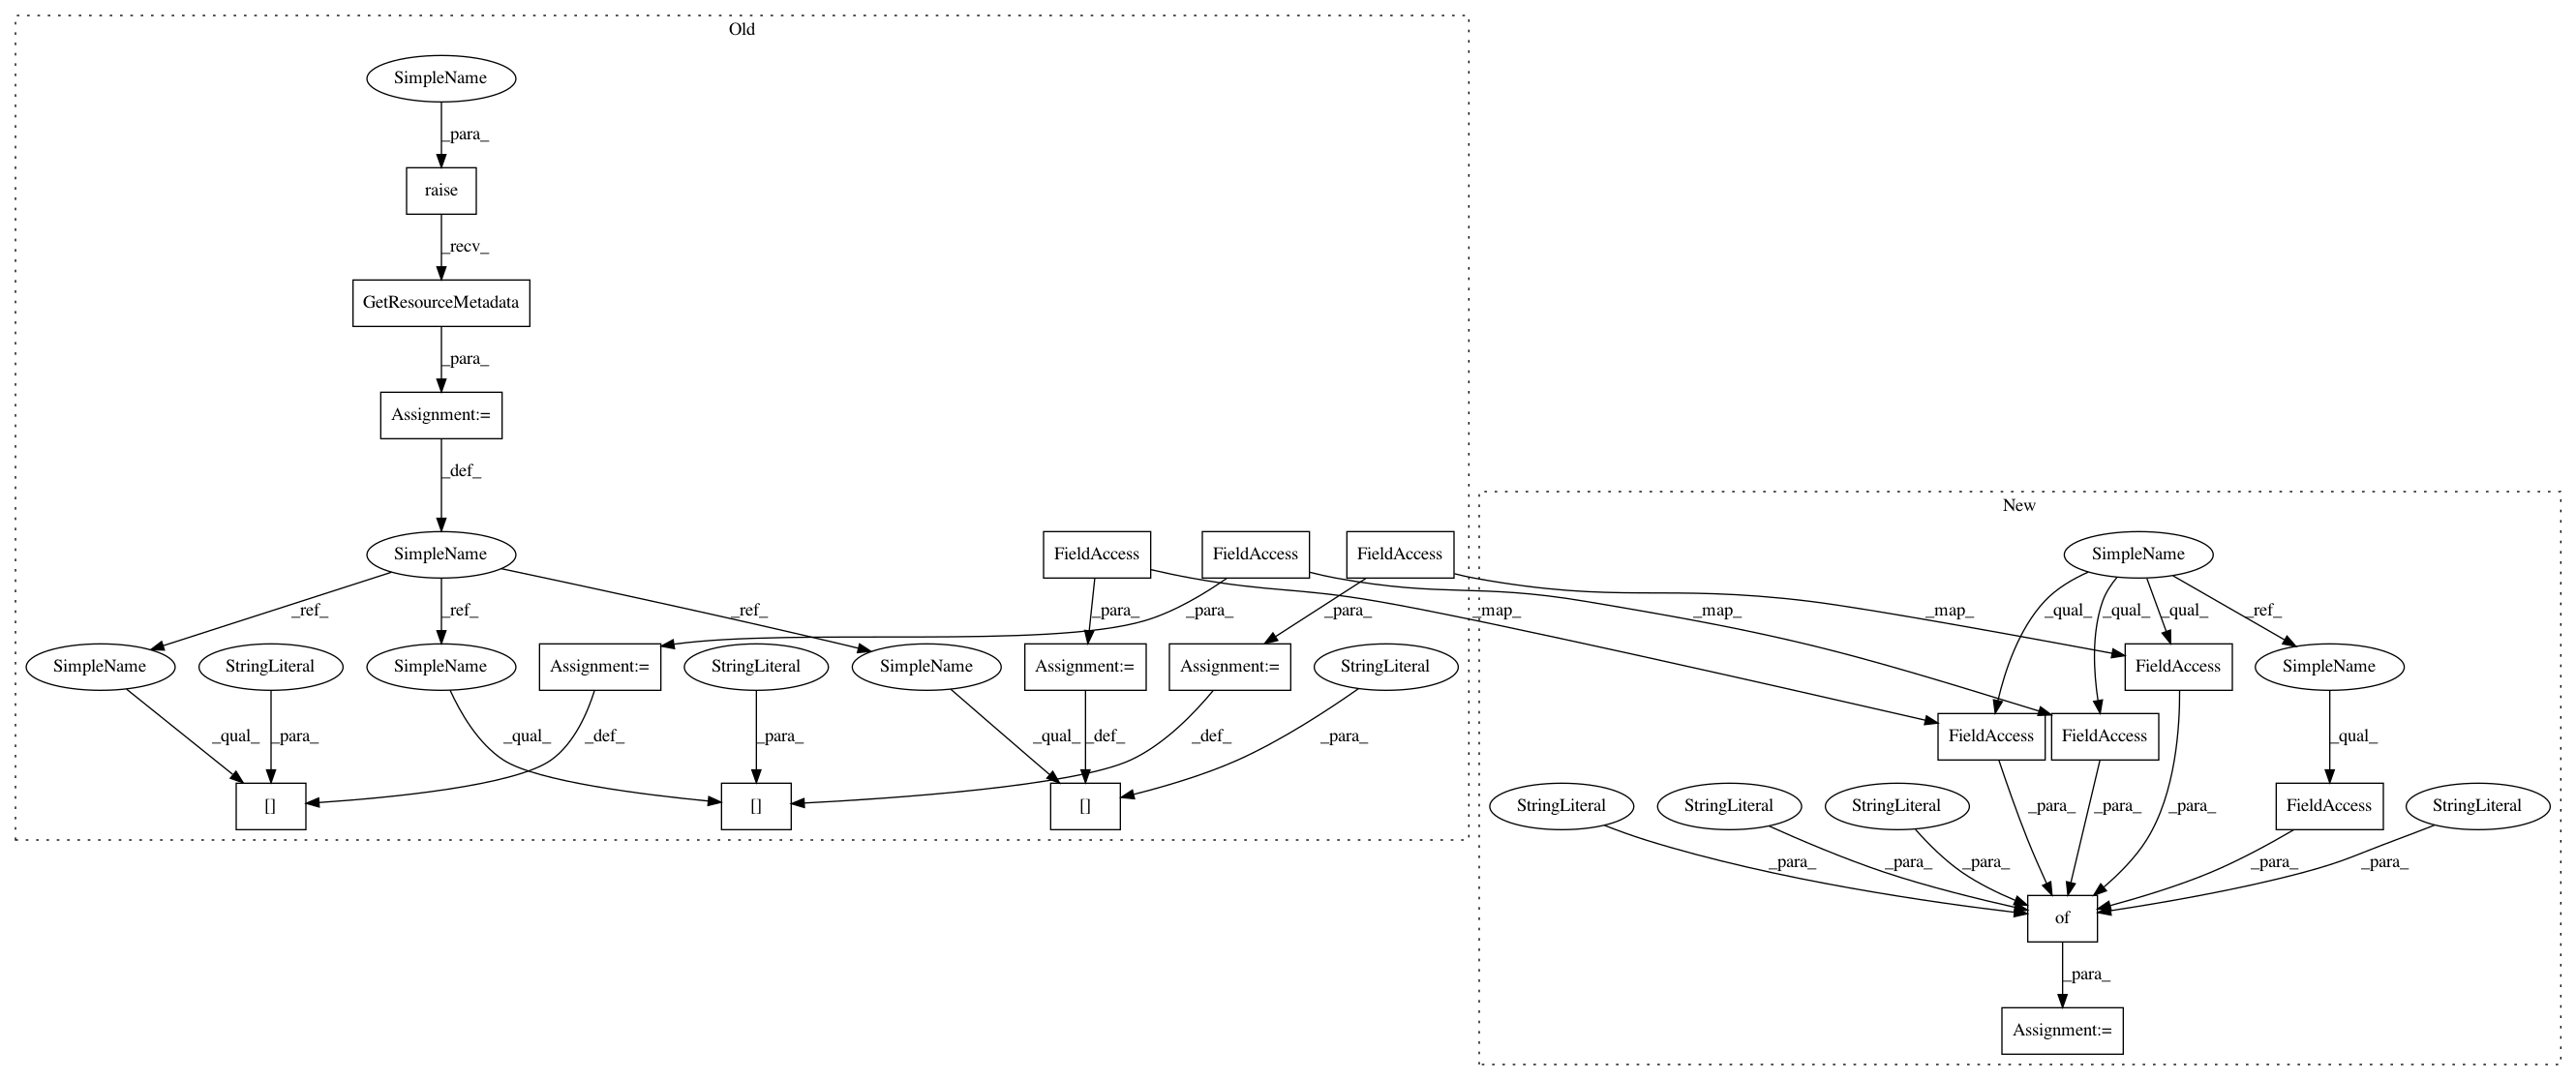 Old
SimpleName
_para_
raise
_recv_
GetResourceMetadata
_para_
Assignment:=
_def_
New
SimpleName
FieldAccess
FieldAccess
FieldAccess
SimpleName
_ref_
_ref_
_ref_
_para_
_para_
_para_
_map_
_map_
_map_
_qual_
_qual_
_qual_
_ref_
SimpleName
StringLiteral
SimpleName
Assignment:=
StringLiteral
SimpleName
Assignment:=
Assignment:=
StringLiteral
FieldAccess
SimpleName
_qual_
_para_
_def_
_qual_
_para_
_qual_
_def_
_def_
_para_
FieldAccess
FieldAccess
_qual_
[]
[]
[]
StringLiteral
StringLiteral
StringLiteral
_para_
_para_
_para_
FieldAccess
StringLiteral
_para_
_para_
_para_
_para_
_para_
of
_para_
Assignment:=